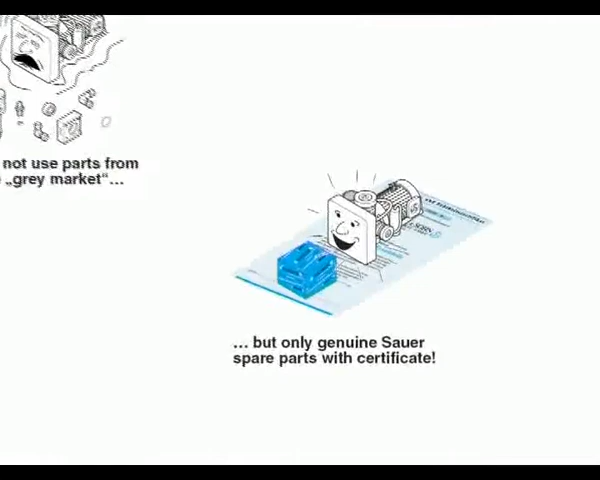 not use parts from
„grey market“...
... but only genuine Sauer
spare parts with certificate!